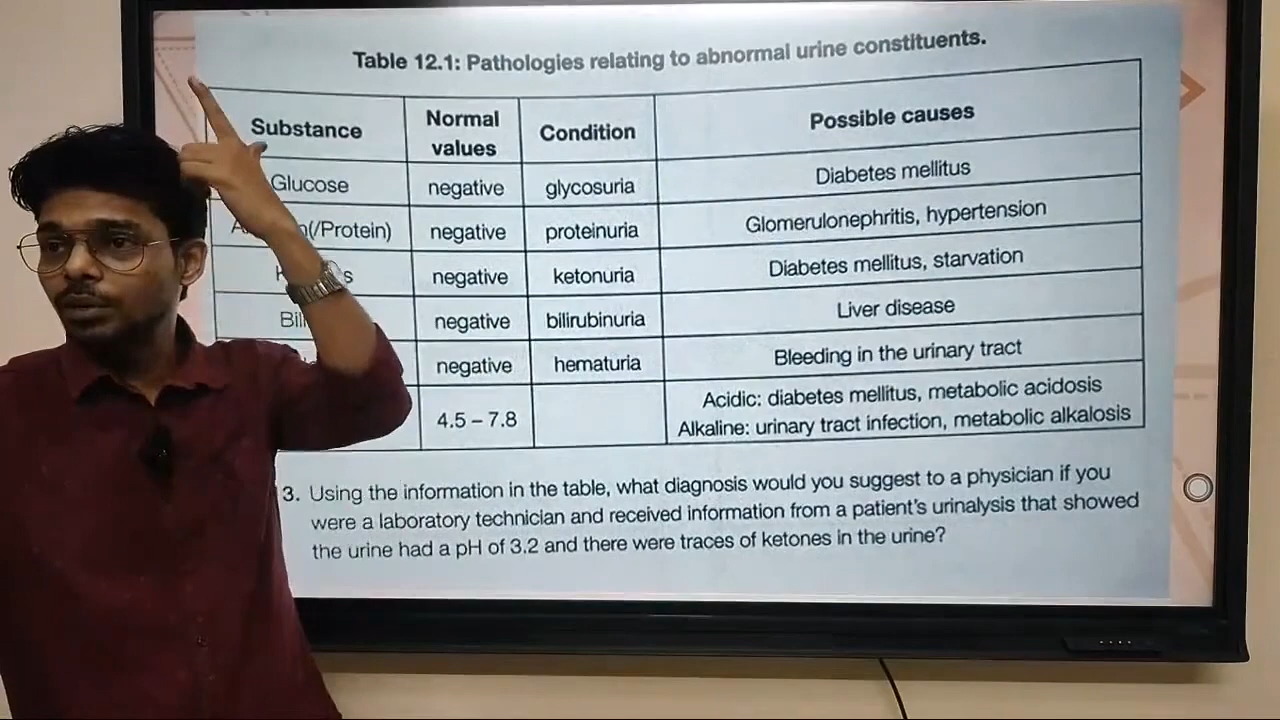 Table 12.1: Pathologies relating to abnormal urine constituents.
Substance Normal values Condition Possible causes
Glucose negative glycosuria Diabetes mellitus
(/Protein) negative proteinuria Glomerulonephritis, hypertension
negative ketonuria Diabetes mellitus, starvation
negative bilirubinuria Liver disease
negative hematuria Bleeding in the urinary tract
4.5 – 7.8 Acidic: diabetes mellitus, metabolic acidosis
Alkaline: urinary tract infection, metabolic alkalosis
3. Using the information in the table, what diagnosis would you suggest to a physician if you
were a laboratory technician and received information from a patient's urinalysis that showed
the urine had a pH of 3.2 and there were traces of ketones in the urine?